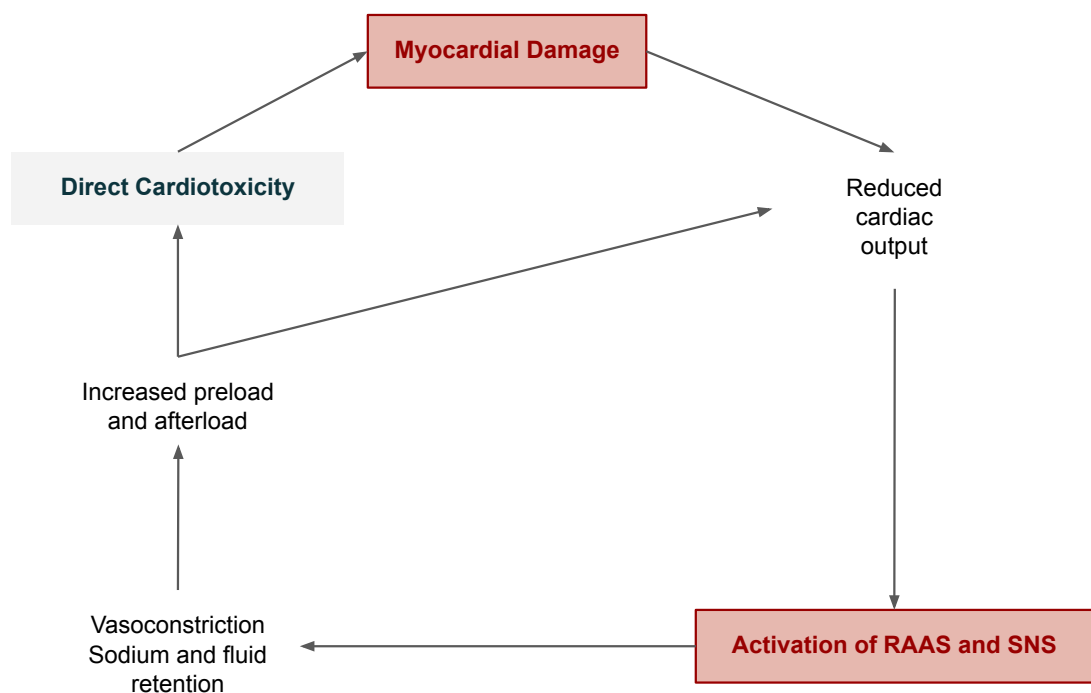 Myocardial Damage
Direct Cardiotoxicity
Reduced
cardiac
output
Increased preload
and afterload
Vasoconstriction
Sodium and fluid
retention
Activation of RAAS and SNS